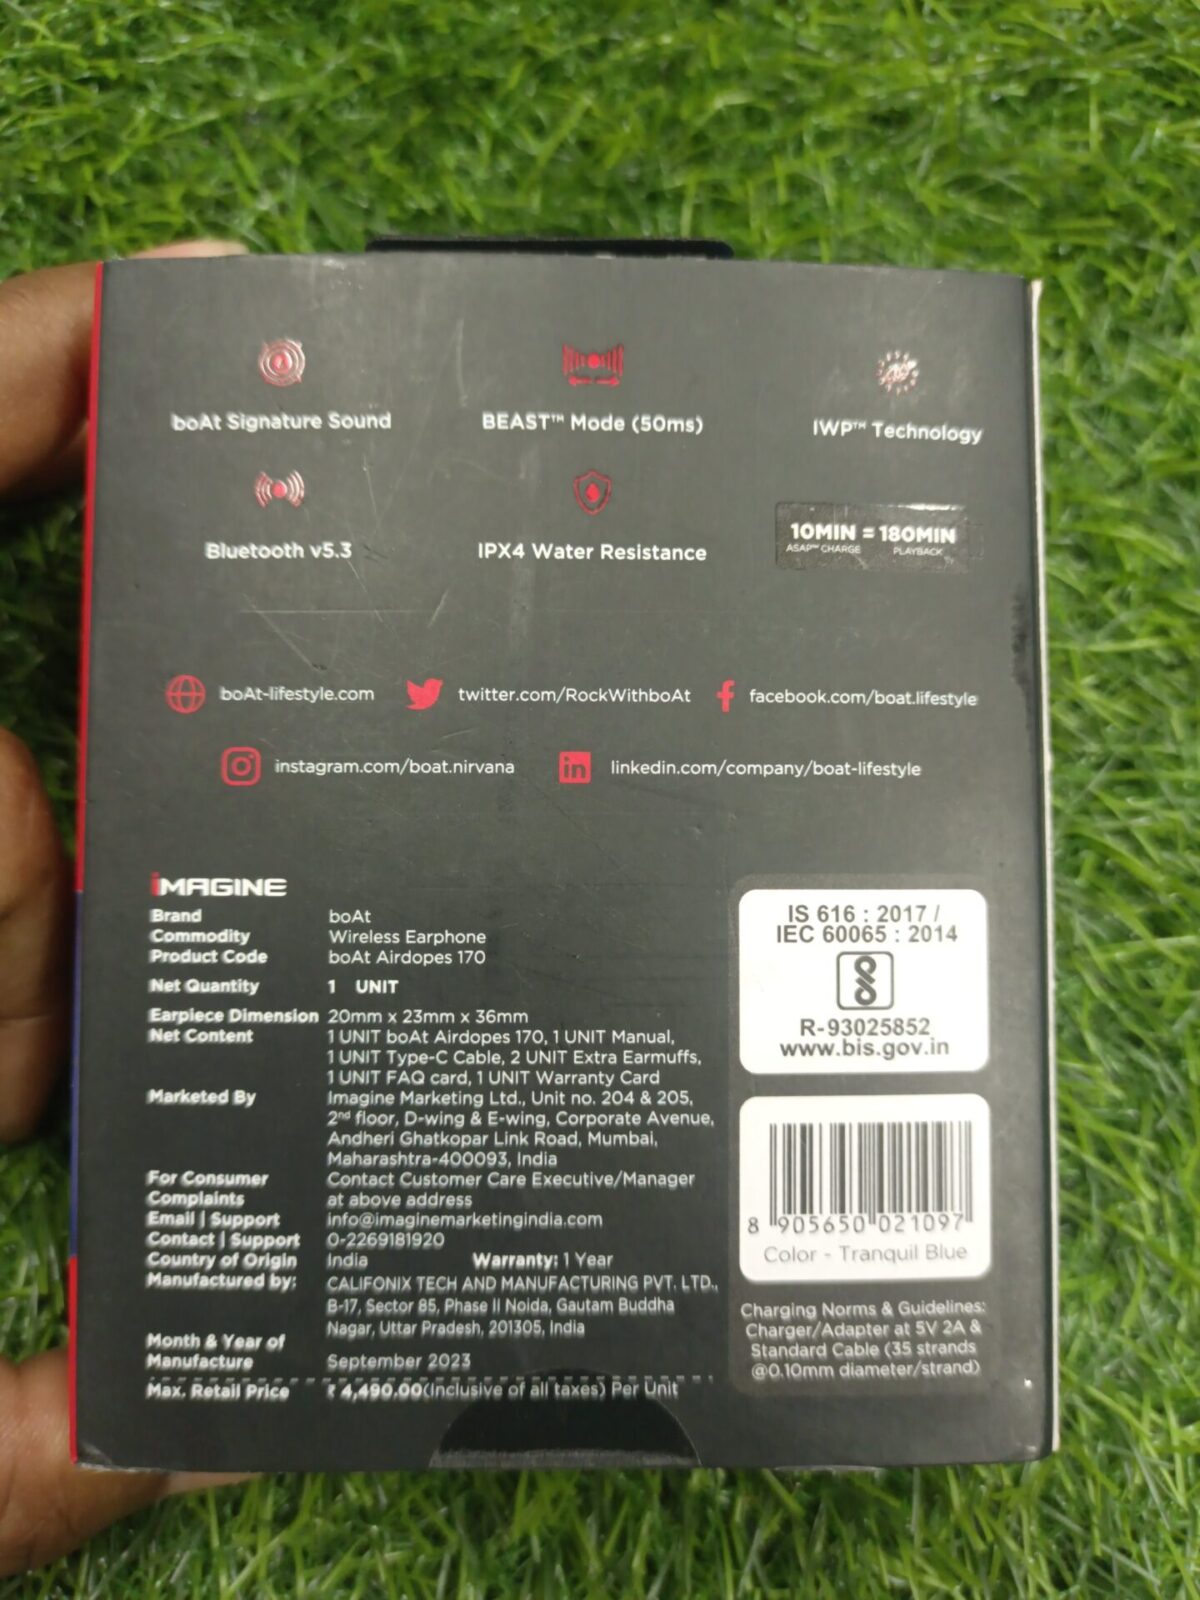 boAt Signature Sound
BEAST™ Mode (50ms)
IWP™ Technology
Bluetooth v5.3
IPX4 Water Resistance
10MIN = 180MIN
ASAP™ CHARGE PLAYBACK
boAt-lifestyle.com
twitter.com/RockWithboAt
facebook.com/boat.lifestyle
instagram.com/boat.nirvana
linkedin.com/company/boat-lifestyle
iMAGINE
Brand boAt
Commodity Wireless Earphone
Product Code boAt Airdopes 170
Net Quantity 1 UNIT
Earpiece Dimension 20mm x 23mm x 36mm
Net Content 1 UNIT boAt Airdopes 170, 1 UNIT Manual,
1 UNIT Type-C Cable, 2 UNIT Extra Earmuffs,
1 UNIT FAQ card, 1 UNIT Warranty Card
Marketed By Imagine Marketing Ltd., Unit no. 204 & 205,
2nd floor, D-wing & E-wing, Corporate Avenue,
Andheri Ghatkopar Link Road, Mumbai,
Maharashtra-400093, India
For Consumer Contact Customer Care Executive/Manager
Complaints at above address
Email | Support info@imaginemarketingindia.com
Contact | Support 0-2269181920
Country of Origin India Warranty: 1 Year
Manufactured by: CALIFONIX TECH AND MANUFACTURING PVT. LTD.,
B-17, Sector 85, Phase II Noida, Gautam Buddha
Nagar, Uttar Pradesh, 201305, India
Month & Year of
Manufacture September 2023
Max. Retail Price ₹ 4,490.00(Inclusive of all taxes) Per Unit
IS 616 : 2017 /
IEC 60065 : 2014
R-93025852
www.bis.gov.in
8 905650 021097
Color - Tranquil Blue
Charging Norms & Guidelines:
Charger/Adapter at 5V 2A &
Standard Cable (35 strands
@0.10mm diameter/strand)